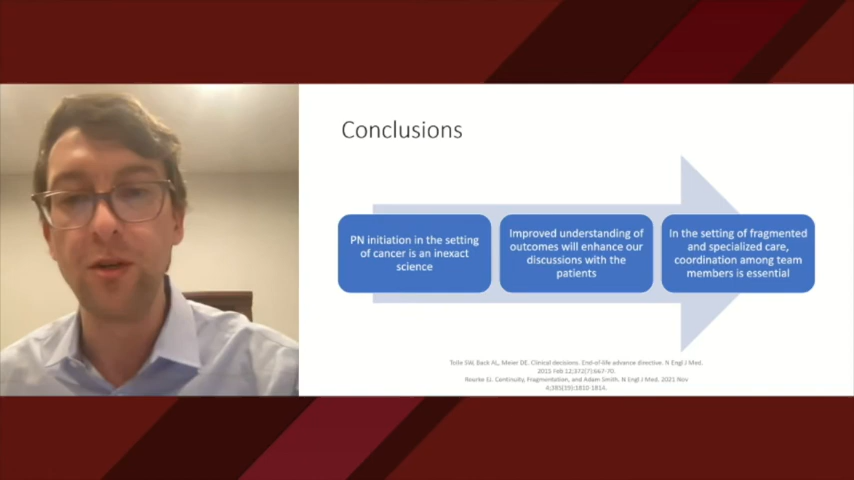 Conclusions
PN initiation in the setting
of cancer is an inexact
science
Improved understanding of
outcomes will enhance our
discussions with the
patients
In the setting of fragmented
and specialized care,
coordination among team
members is essential
Tolle SW, Back AL, Meier DE. Clinical decisions. End-of-life advance directive. N Engl J Med.
2015 Feb 12;372(7):667-70.
Rourke EJ. Continuity, Fragmentation, and Adam Smith. N Engl J Med. 2021 Nov
4;385(19):1810-1814.